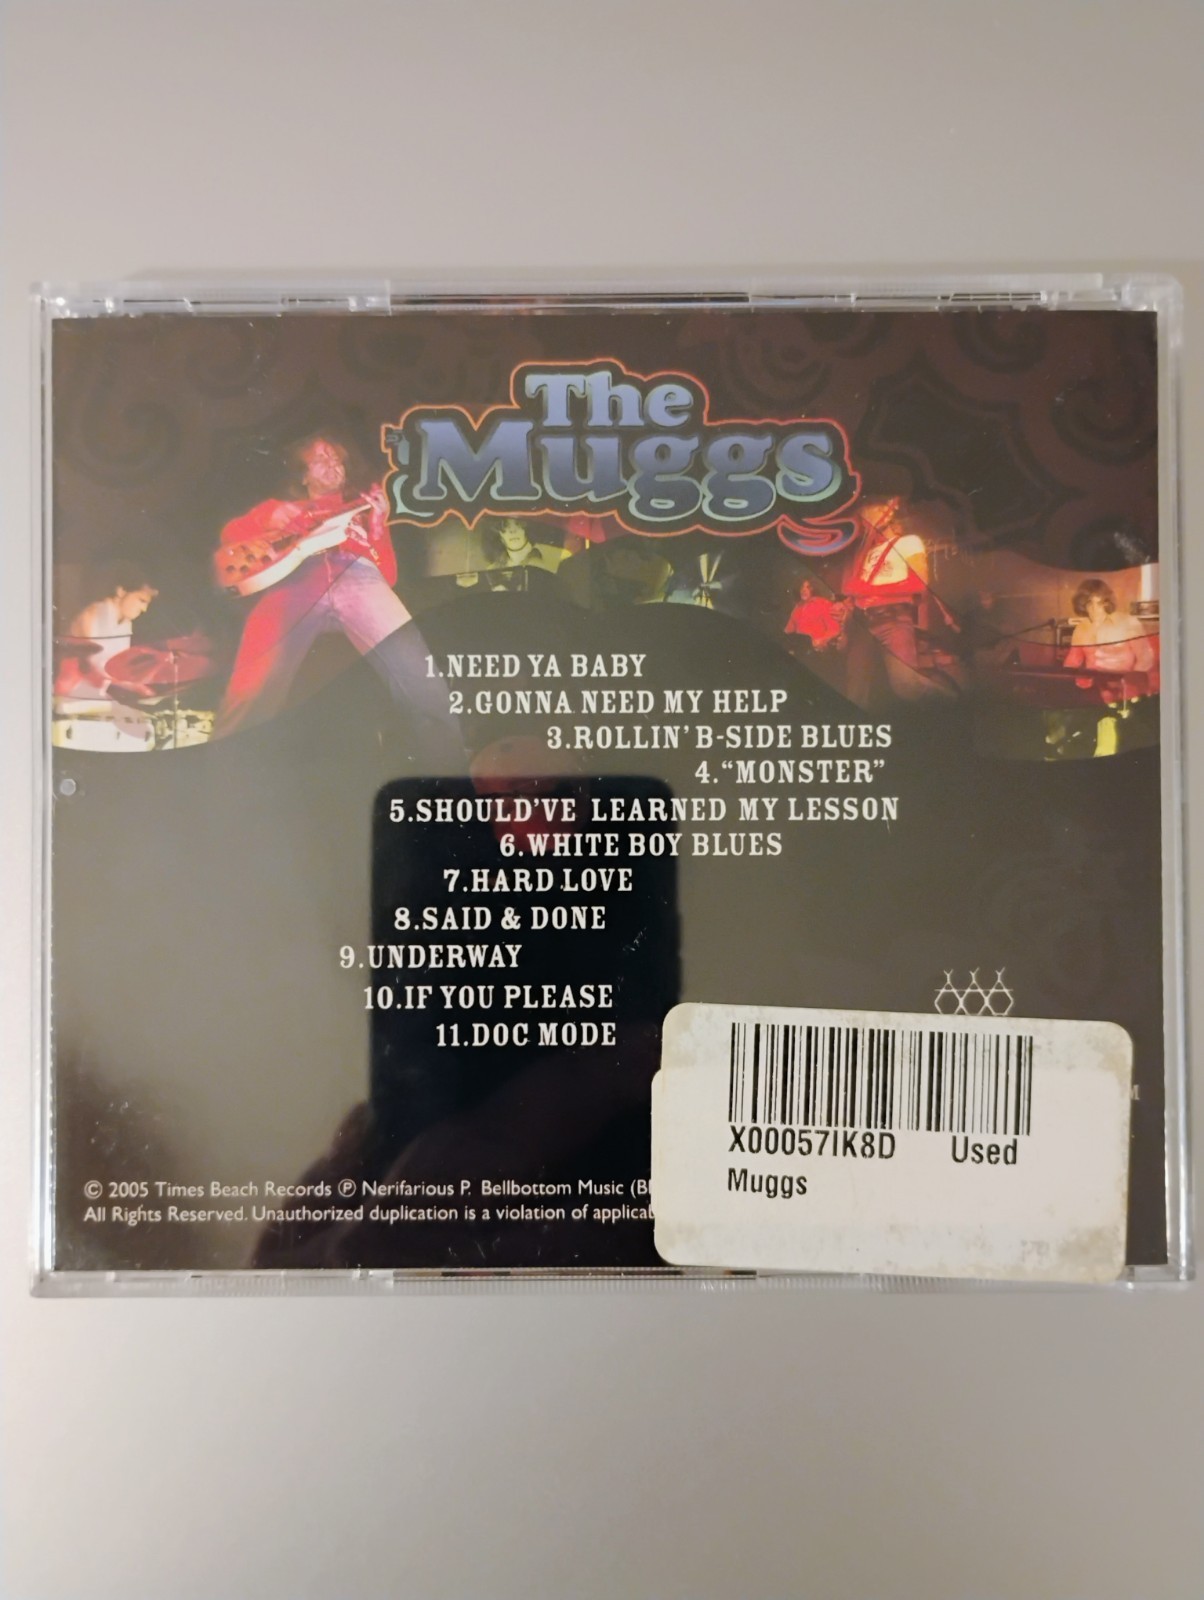 The
Muggs
1.NEED YA BABY
2.GONNA NEED MY HELP
3.ROLLIN' B-SIDE BLUES
4."MONSTER"
5.SHOULD'VE LEARNED MY LESSON
6.WHITE BOY BLUES
7.HARD LOVE
8.SAID & DONE
9.UNDERWAY
10.IF YOU PLEASE
11.DOC MODE
X00057IK8D Used
Muggs
© 2005 Times Beach Records ℗ Nerifarious P. Bellbottom Music
All Rights Reserved. Unauthorized duplication is a violation of